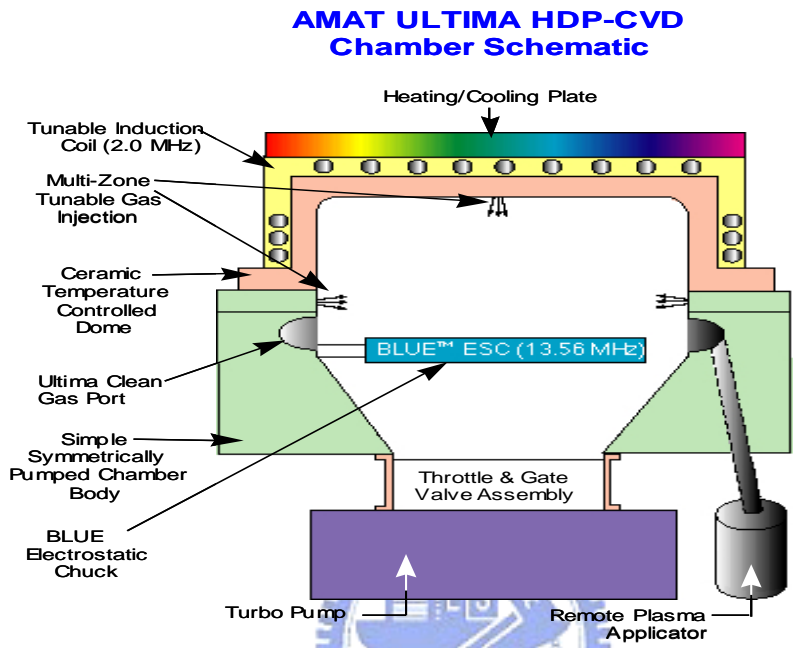 AMAT ULTIMA HDP-CVD
Chamber Schematic
Heating/Cooling Plate
Tunable Induction
Coil (2.0 MHz)
Multi-Zone
Tunable Gas
Injection
Ceramic
Temperature
Controlled
Dome
BLUE™ ESC (13.56 MHz)
Ultima Clean
Gas Port
Simple
Symmetrically
Pumped Chamber
Body
Throttle & Gate
Valve Assembly
BLUE
Electrostatic
Chuck
Turbo Pump
Remote Plasma
Applicator